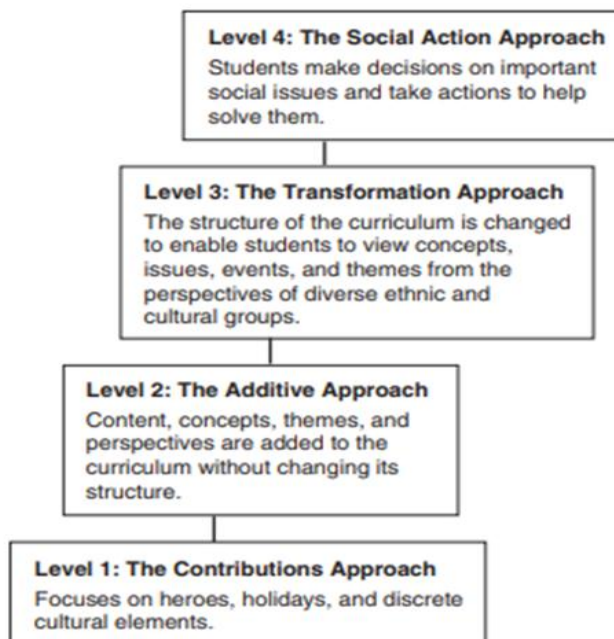 Level 4: The Social Action Approach
Students make decisions on important
social issues and take actions to help
solve them.
Level 3: The Transformation Approach
The structure of the curriculum is changed
to enable students to view concepts,
issues, events, and themes from the
perspectives of diverse ethnic and
cultural groups.
Level 2: The Additive Approach
Content, concepts, themes, and
perspectives are added to the
curriculum without changing its
structure.
Level 1: The Contributions Approach
Focuses on heroes, holidays, and discrete
cultural elements.